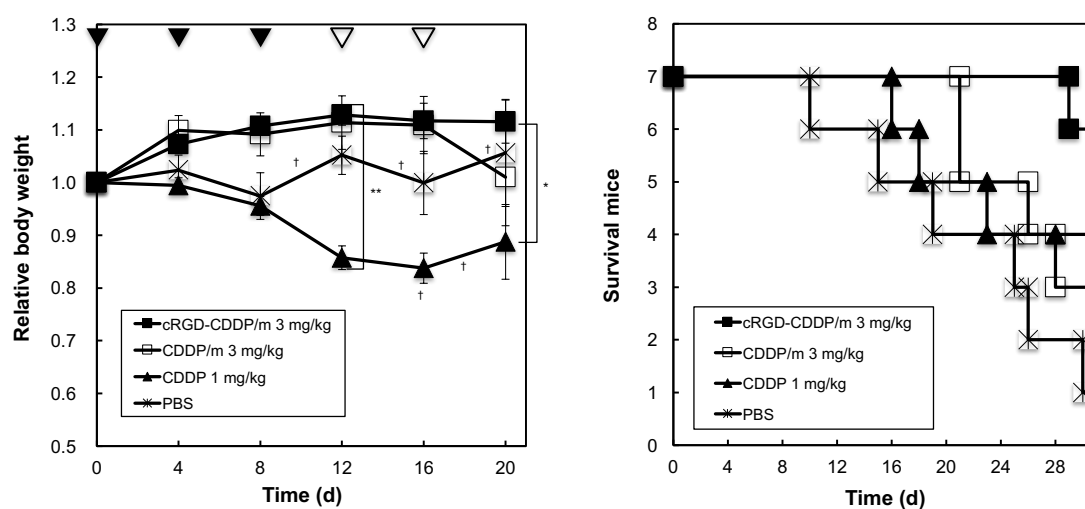 1.3
1.2
1.1
1.0
0.9
0.8
0.7
0.6
0.5
Relative body weight
† † †
** *
† †
cRGD-CDDP/m 3 mg/kg
CDDP/m 3 mg/kg
CDDP 1 mg/kg
PBS
0 4 8 12 16 20
Time (d)
8
7
6
5
4
3
2
1
0
Survival mice
cRGD-CDDP/m 3 mg/kg
CDDP/m 3 mg/kg
CDDP 1 mg/kg
PBS
0 4 8 12 16 20 24 28
Time (d)